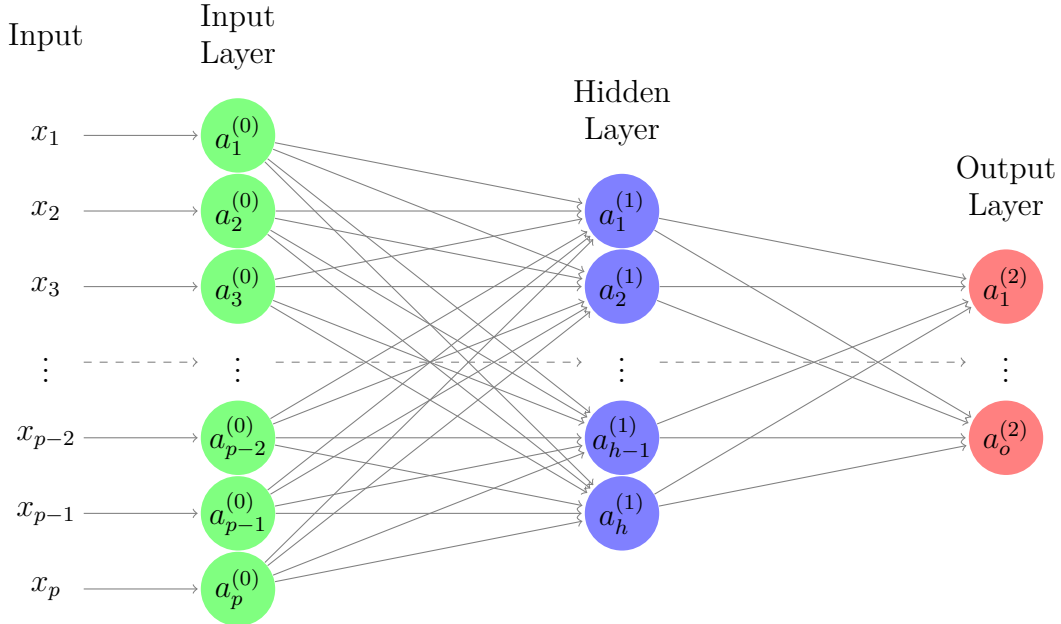 Input
Input
Layer
Hidden
Layer
Output
Layer
x_1
a_1^{(0)}
x_2
a_2^{(0)}
a_1^{(1)}
x_3
a_3^{(0)}
a_2^{(1)}
a_1^{(2)}
⋮ ⋮ ⋮ ⋮
x_{p-2}
a_{p-2}^{(0)}
a_{h-1}^{(1)}
a_o^{(2)}
x_{p-1}
a_{p-1}^{(0)}
a_h^{(1)}
x_p
a_p^{(0)}